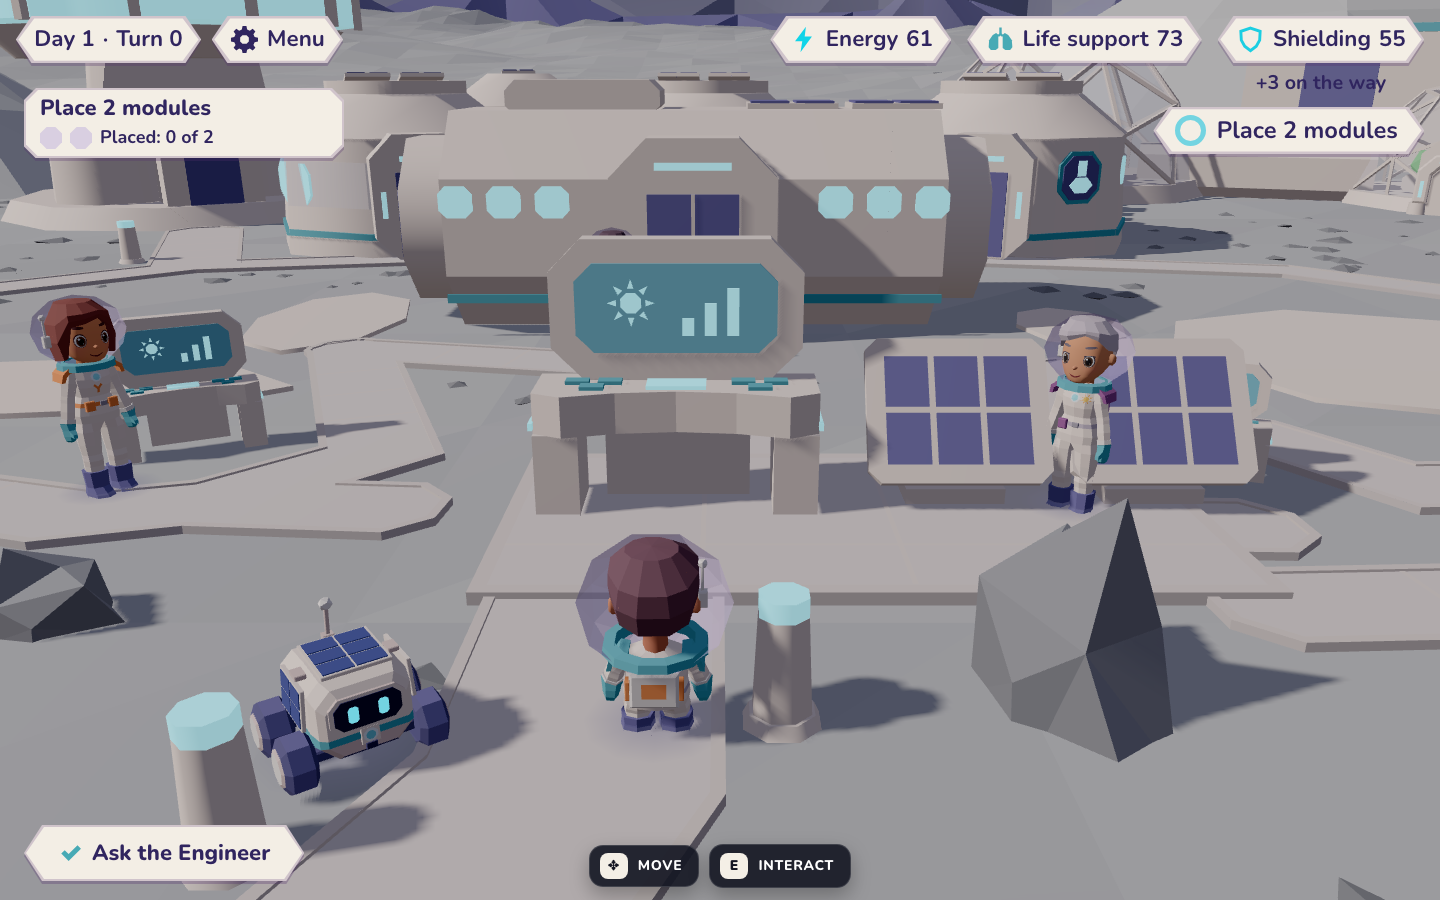 Day 1 · Turn 0
Menu
Energy 61
Life support 73
Shielding 55
+3 on the way
Place 2 modules
Placed: 0 of 2
Place 2 modules
Ask the Engineer
MOVE
E
INTERACT